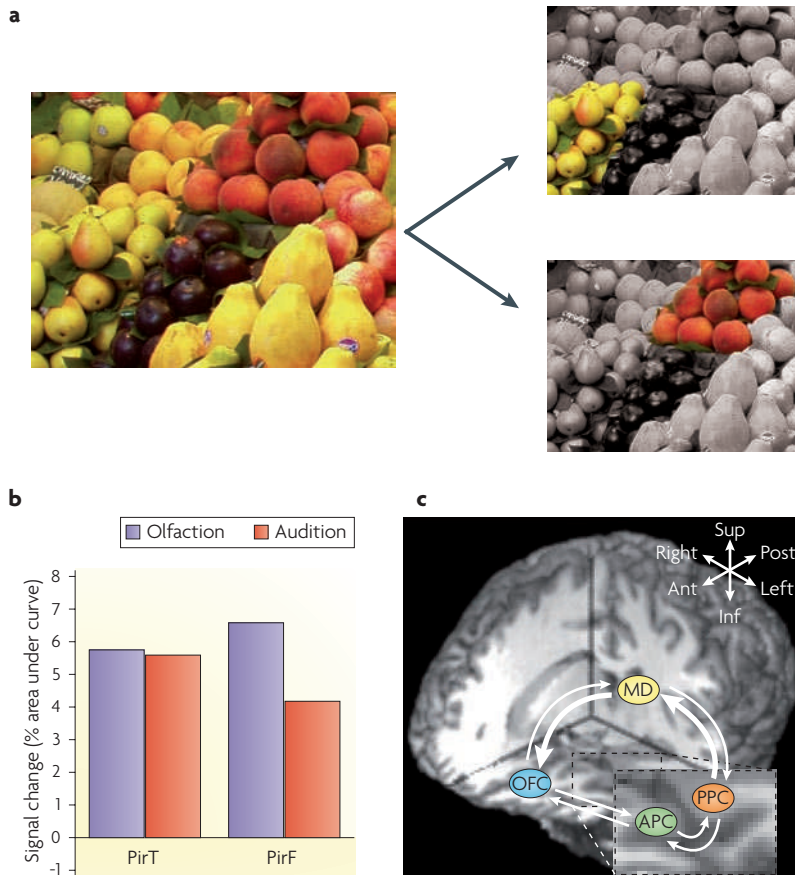 a
b
Olfaction Audition
Signal change (% area under curve)
8
7
6
5
4
3
2
1
0
-1
PirT PirF
c
Sup
Right Post
Ant Left
Inf
MD
OFC
PPC
APC